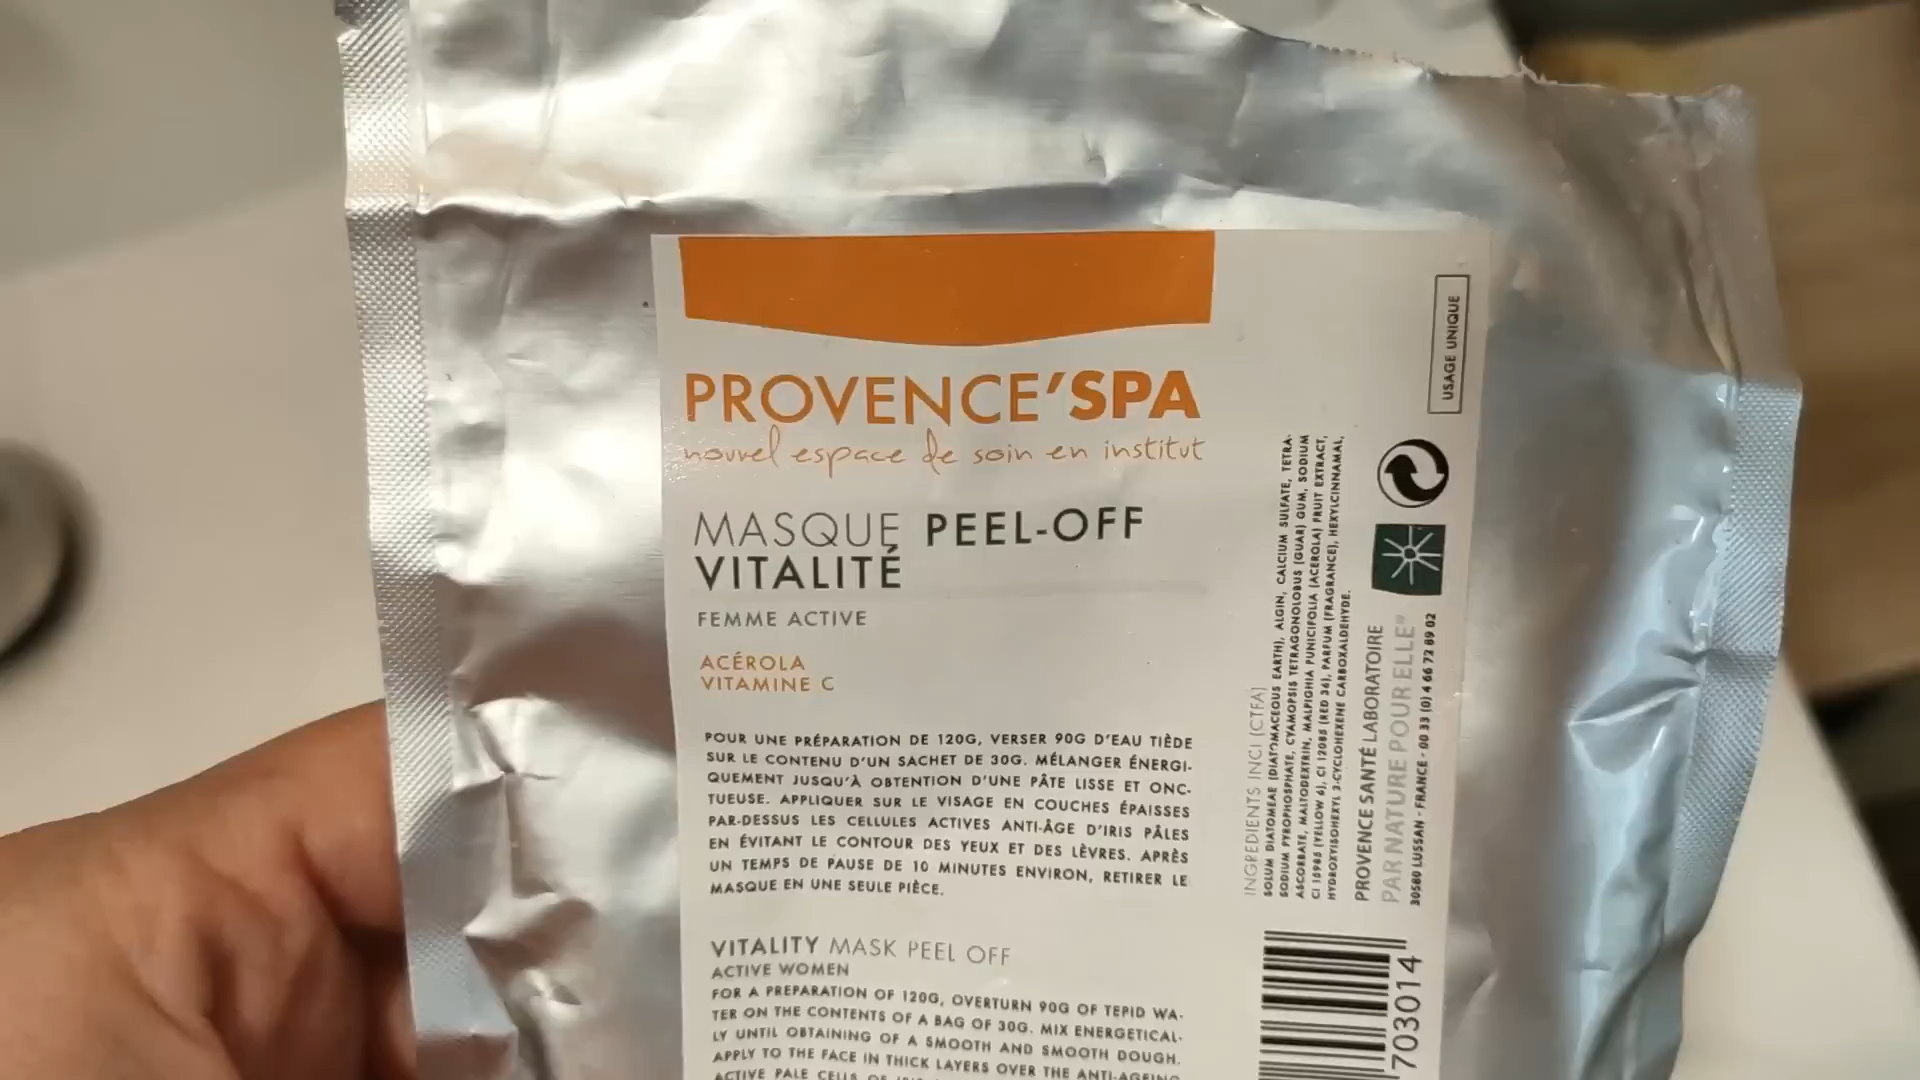 PROVENCE'SPA
nouvel espace de soin en institut
MASQUE PEEL-OFF
VITALITÉ
FEMME ACTIVE
ACÉROLA
VITAMINE C
POUR UNE PRÉPARATION DE 120G, VERSER 90G D'EAU TIÈDE
SUR LE CONTENU D'UN SACHET DE 30G. MÉLANGER ÉNERGI-
QUEMENT JUSQU'À OBTENTION D'UNE PÂTE LISSE ET ONC-
TUEUSE. APPLIQUER SUR LE VISAGE EN COUCHES ÉPAISSES
PAR-DESSUS LES CELLULES ACTIVES ANTI-ÂGE D'IRIS PÂLES
EN ÉVITANT LE CONTOUR DES YEUX ET DES LÈVRES. APRÈS
UN TEMPS DE PAUSE DE 10 MINUTES ENVIRON, RETIRER LE
MASQUE EN UNE SEULE PIÈCE.
VITALITY MASK PEEL OFF
ACTIVE WOMEN
FOR A PREPARATION OF 120G, OVERTURN 90G OF TEPID WA-
TER ON THE CONTENTS OF A BAG OF 30G. MIX ENERGETICAL-
LY UNTIL OBTAINING OF A SMOOTH AND SMOOTH DOUGH.
APPLY TO THE FACE IN THICK LAYERS OVER THE ANTI-AGEING
ACTIVE PALE CELLS OF
INGREDIENTS INCI (CTFA)
SOLUM DIATOMEAE (DIATOMACEOUS EARTH), ALGIN, CALCIUM SULFATE, TETRA-
SODIUM PYROPHOSPHATE, CYAMOPSIS TETRAGONOLOBUS (GUAR) GUM, SODIUM
ASCORBATE, MALTODEXTRIN, MALPIGHIA PUNICIFOLIA (ACEROLA) FRUIT EXTRACT,
CI 15985 (YELLOW 6), CI 12085 (RED 36), PARFUM (FRAGRANCE), HEXYLCINNAMAL,
HYDROXYISOHEXYL 3-CYCLOHEXENE CARBOXALDEHYDE.
PROVENCE SANTÉ LABORATOIRE
PAR NATURE POUR ELLE®
30580 LUSSAN - FRANCE - 00 33 (0)4 66 72 89 02
USAGE UNIQUE
703014